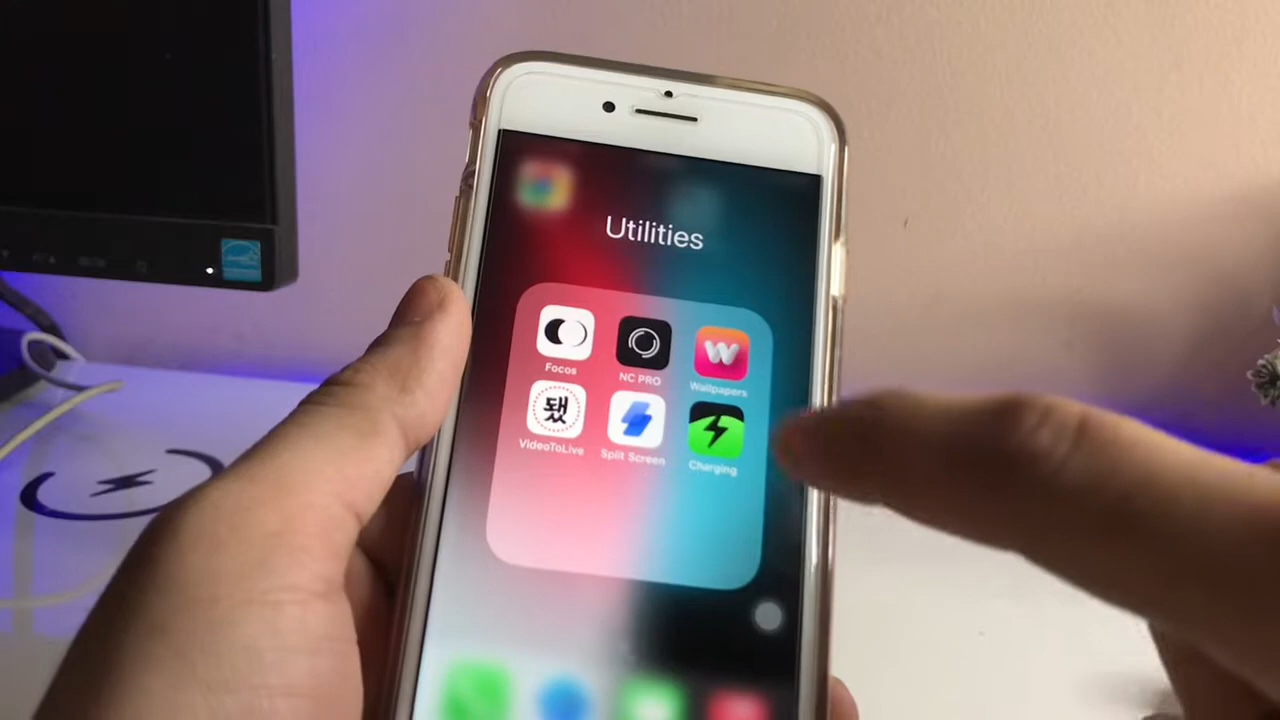 Utilities
Focos
NC PRO
W
Wallpapers
됐
VideoToLive
Split Screen
Charging